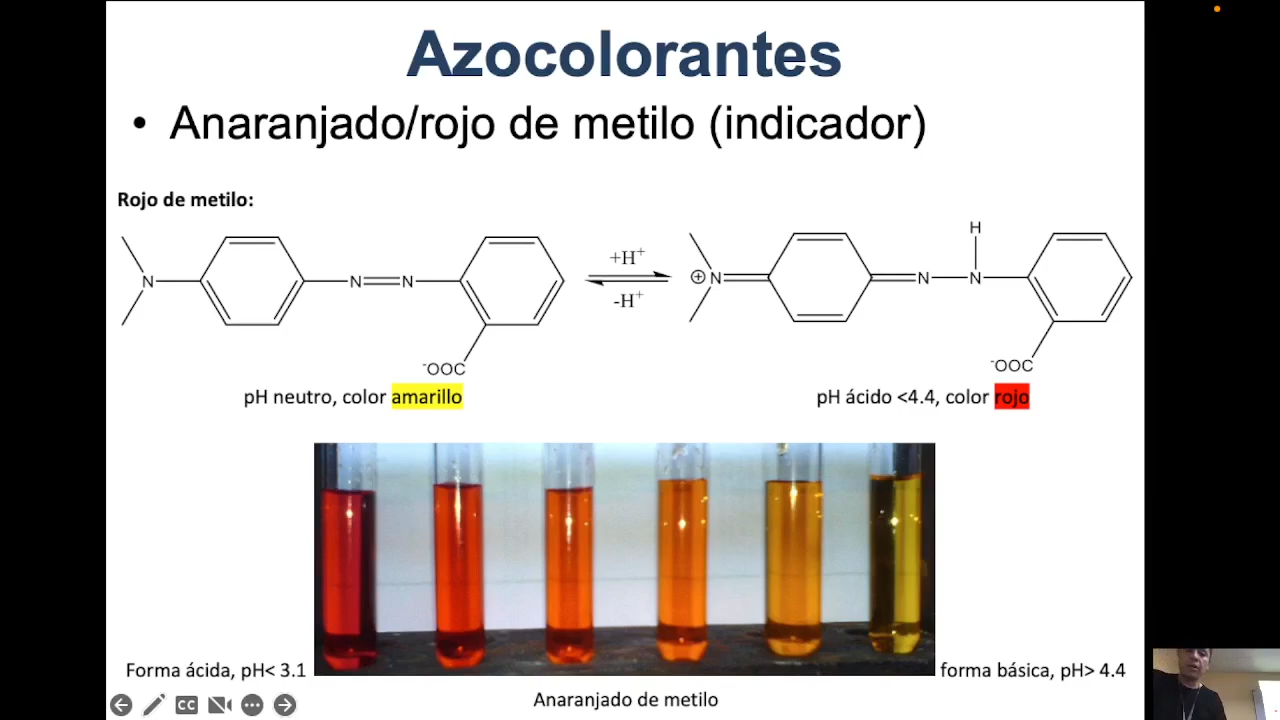 Azocolorantes
• Anaranjado/rojo de metilo (indicador)
Rojo de metilo:
N
N
N
⁻OOC
+H⁺
-H⁺
⊕N
N
N
H
⁻OOC
pH neutro, color amarillo
pH ácido <4.4, color rojo
Forma ácida, pH< 3.1
forma básica, pH> 4.4
Anaranjado de metilo
CC